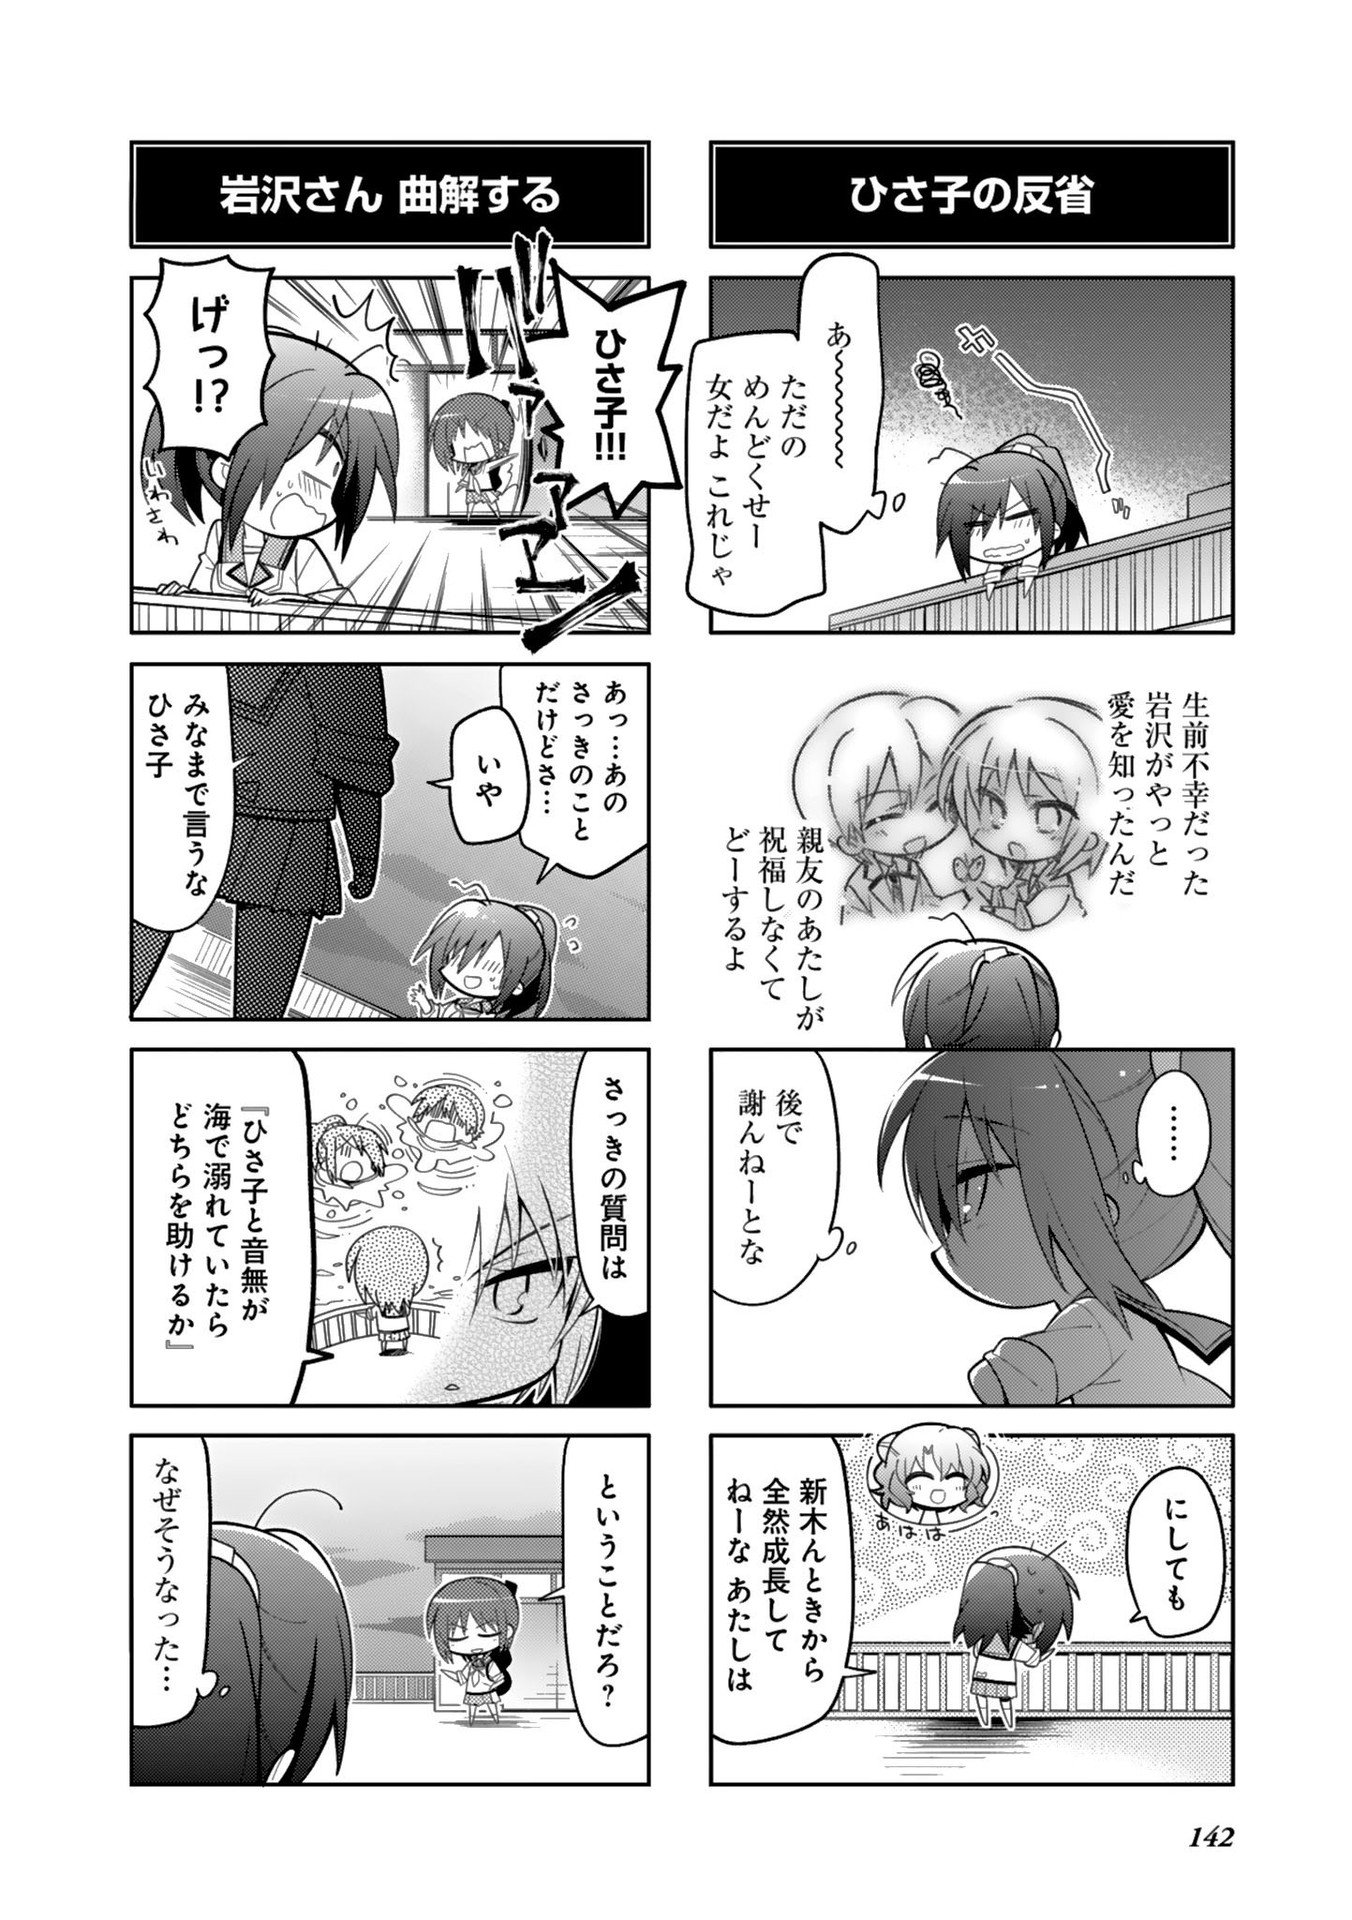 ひさ子の反省
あ〜〜〜〜
ただの
めんどくせー
女だよ これじゃ
生前不幸だった
岩沢がやっと
愛を知ったんだ
親友のあたしが
祝福しなくて
どーするよ
……
後で
謝んねーとな
にしても
あははーっ
新木んときから
全然成長して
ねーな あたしは
岩沢さん 曲解する
ひさ子!!!
バァァーン
げっ!?
いわさわ
あっ…あの
さっきのこと
だけどさ…
いや
みなまで言うな
ひさ子
さっきの質問は
『ひさ子と音無が
海で溺れていたら
どちらを助けるか』
ということだろ？
なぜそうなった…
142